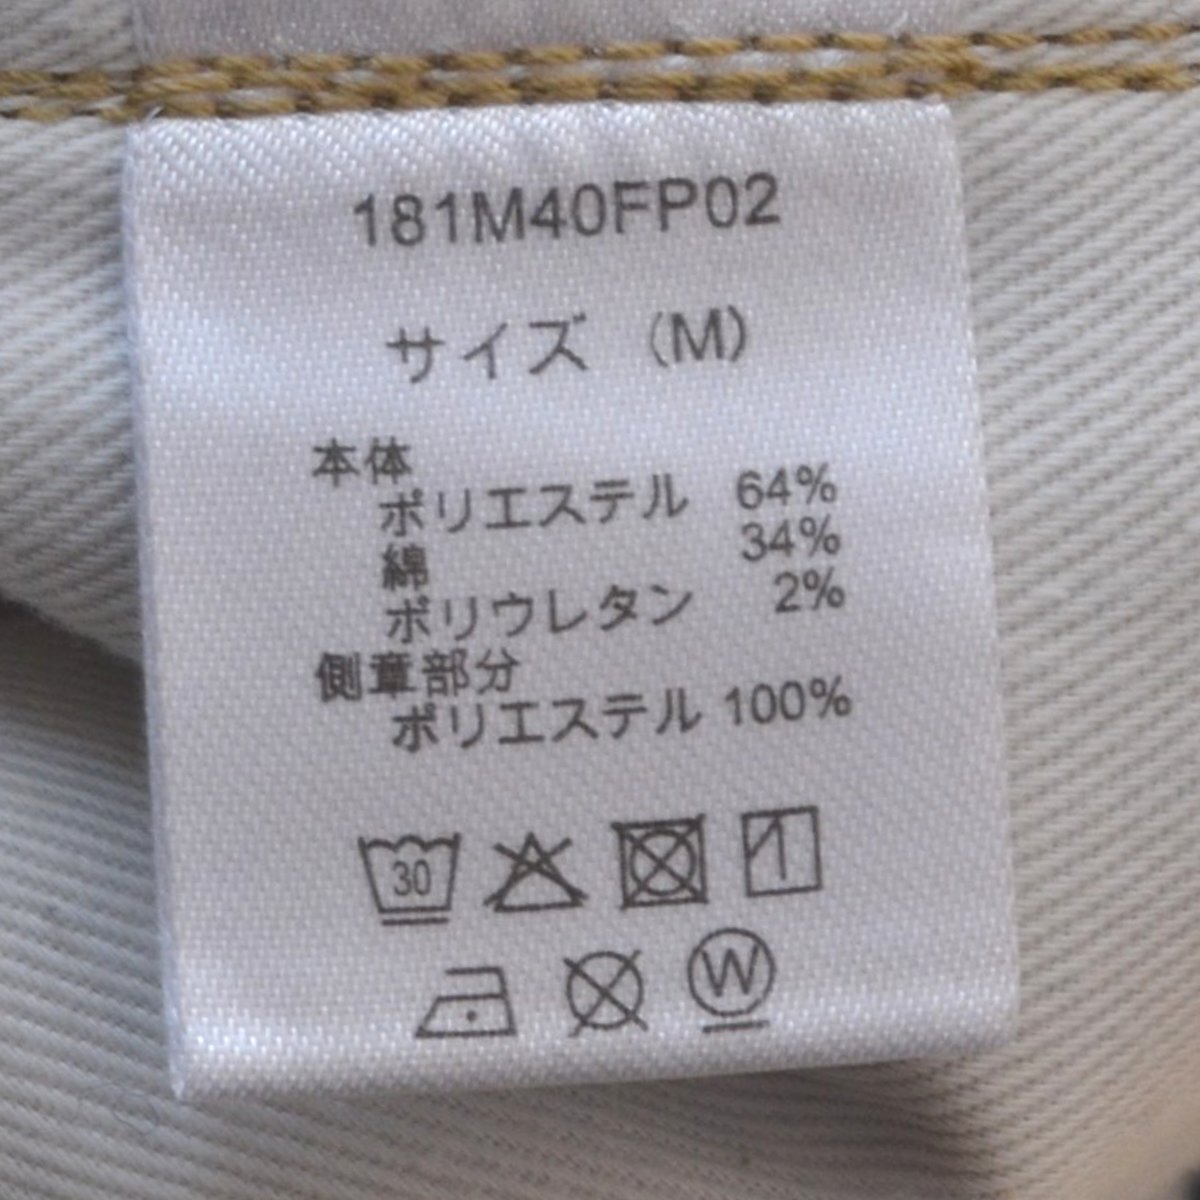 181M40FP02
サイズ （M）
本体
ポリエステル 64%
綿 34%
ポリウレタン 2%
側章部分
ポリエステル 100%
30
W